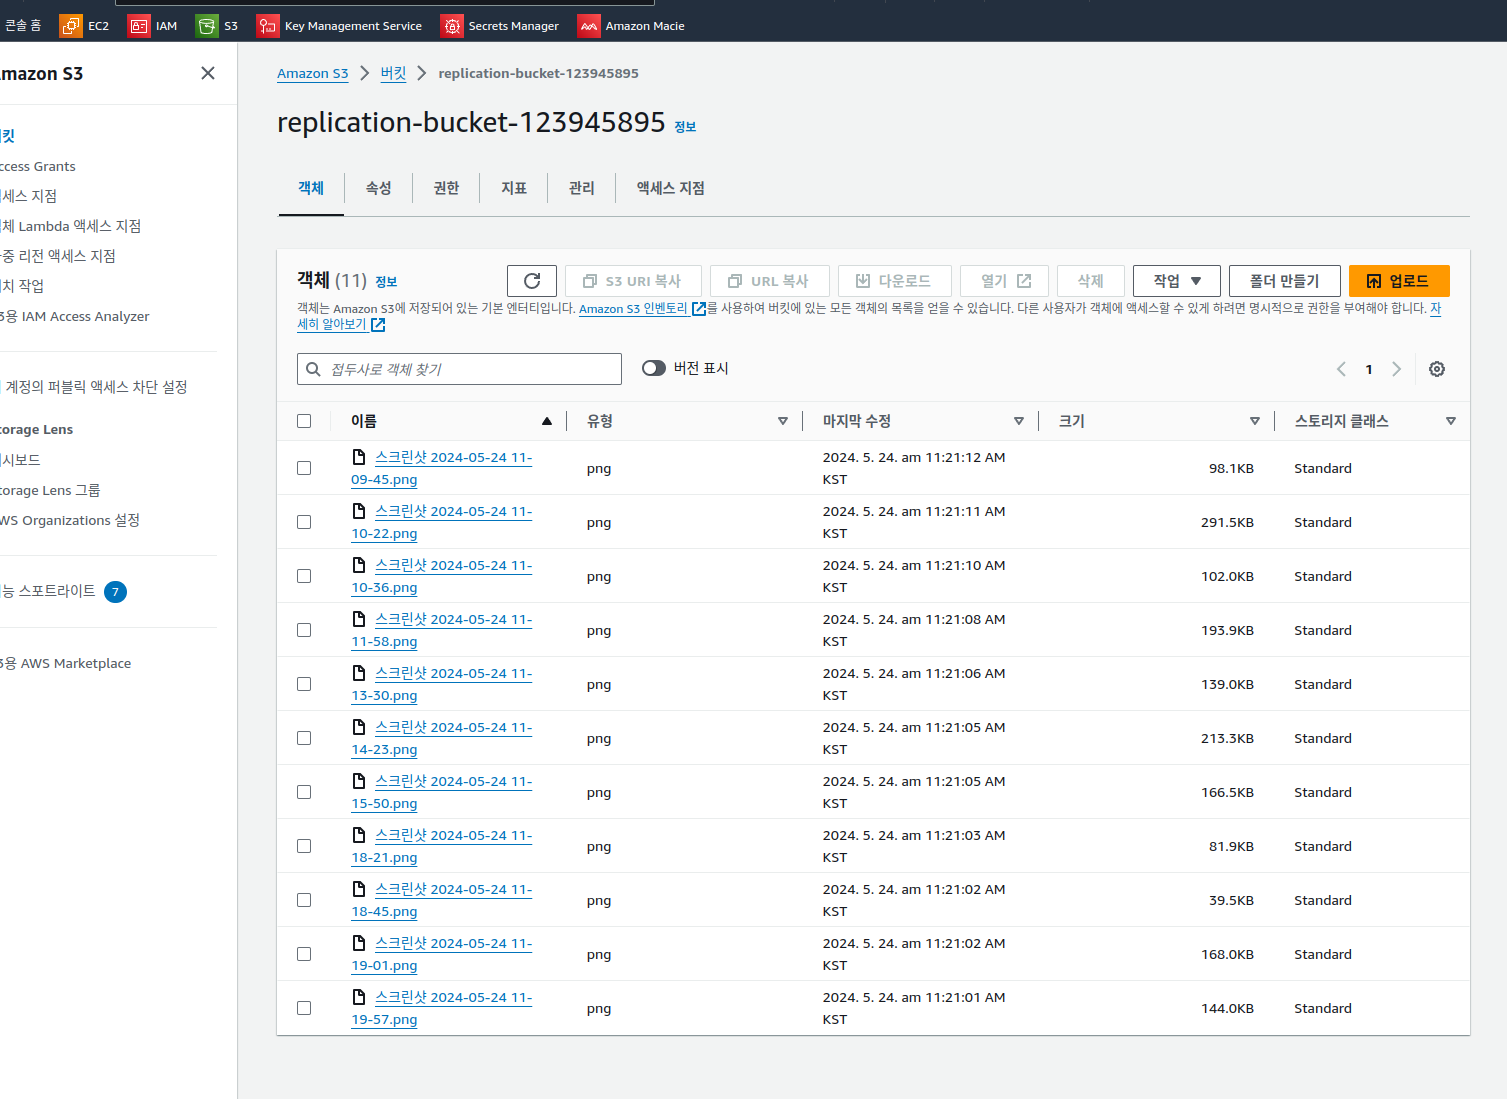 콘솔 홈 EC2 IAM S3 Key Management Service Secrets Manager Amazon Macie
mazon S3
킷
ccess Grants
세스 지점
체 Lambda 액세스 지점
중 리전 액세스 지점
치 작업
용 IAM Access Analyzer
계정의 퍼블릭 액세스 차단 설정
torage Lens
시보드
torage Lens 그룹
WS Organizations 설정
능 스포트라이트 7
용 AWS Marketplace
Amazon S3 버킷 replication-bucket-123945895
replication-bucket-123945895 정보
객체 속성 권한 지표 관리 액세스 지점
객체 (11) 정보 S3 URI 복사 URL 복사 다운로드 열기 삭제 작업 폴더 만들기 업로드
객체는 Amazon S3에 저장되어 있는 기본 엔터티입니다. Amazon S3 인벤토리 를 사용하여 버킷에 있는 모든 객체의 목록을 얻을 수 있습니다. 다른 사용자가 객체에 액세스할 수 있게 하려면 명시적으로 권한을 부여해야 합니다. 자
세히 알아보기
접두사로 객체 찾기 버전 표시 1
이름 유형 마지막 수정 크기 스토리지 클래스
스크린샷 2024-05-24 11- 2024. 5. 24. am 11:21:12 AM
09-45.png png KST 98.1KB Standard
스크린샷 2024-05-24 11- 2024. 5. 24. am 11:21:11 AM
10-22.png png KST 291.5KB Standard
스크린샷 2024-05-24 11- 2024. 5. 24. am 11:21:10 AM
10-36.png png KST 102.0KB Standard
스크린샷 2024-05-24 11- 2024. 5. 24. am 11:21:08 AM
11-58.png png KST 193.9KB Standard
스크린샷 2024-05-24 11- 2024. 5. 24. am 11:21:06 AM
13-30.png png KST 139.0KB Standard
스크린샷 2024-05-24 11- 2024. 5. 24. am 11:21:05 AM
14-23.png png KST 213.3KB Standard
스크린샷 2024-05-24 11- 2024. 5. 24. am 11:21:05 AM
15-50.png png KST 166.5KB Standard
스크린샷 2024-05-24 11- 2024. 5. 24. am 11:21:03 AM
18-21.png png KST 81.9KB Standard
스크린샷 2024-05-24 11- 2024. 5. 24. am 11:21:02 AM
18-45.png png KST 39.5KB Standard
스크린샷 2024-05-24 11- 2024. 5. 24. am 11:21:02 AM
19-01.png png KST 168.0KB Standard
스크린샷 2024-05-24 11- 2024. 5. 24. am 11:21:01 AM
19-57.png png KST 144.0KB Standard